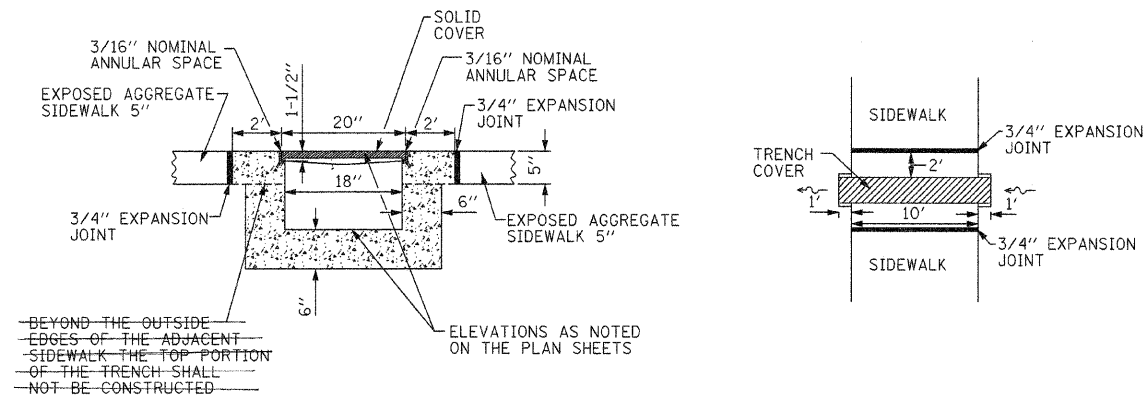 SOLID
COVER
3/16" NOMINAL
ANNULAR SPACE
3/16" NOMINAL
ANNULAR SPACE
1-1/2"
EXPOSED AGGREGATE
SIDEWALK 5"
3/4" EXPANSION
JOINT
2'
20"
2'
5"
18"
6"
3/4" EXPANSION
JOINT
EXPOSED AGGREGATE
SIDEWALK 5"
6"
BEYOND THE OUTSIDE
EDGES OF THE ADJACENT
SIDEWALK THE TOP PORTION
OF THE TRENCH SHALL
NOT BE CONSTRUCTED
ELEVATIONS AS NOTED
ON THE PLAN SHEETS
SIDEWALK
3/4" EXPANSION
JOINT
TRENCH
COVER
2'
1'
10'
1'
3/4" EXPANSION
JOINT
SIDEWALK